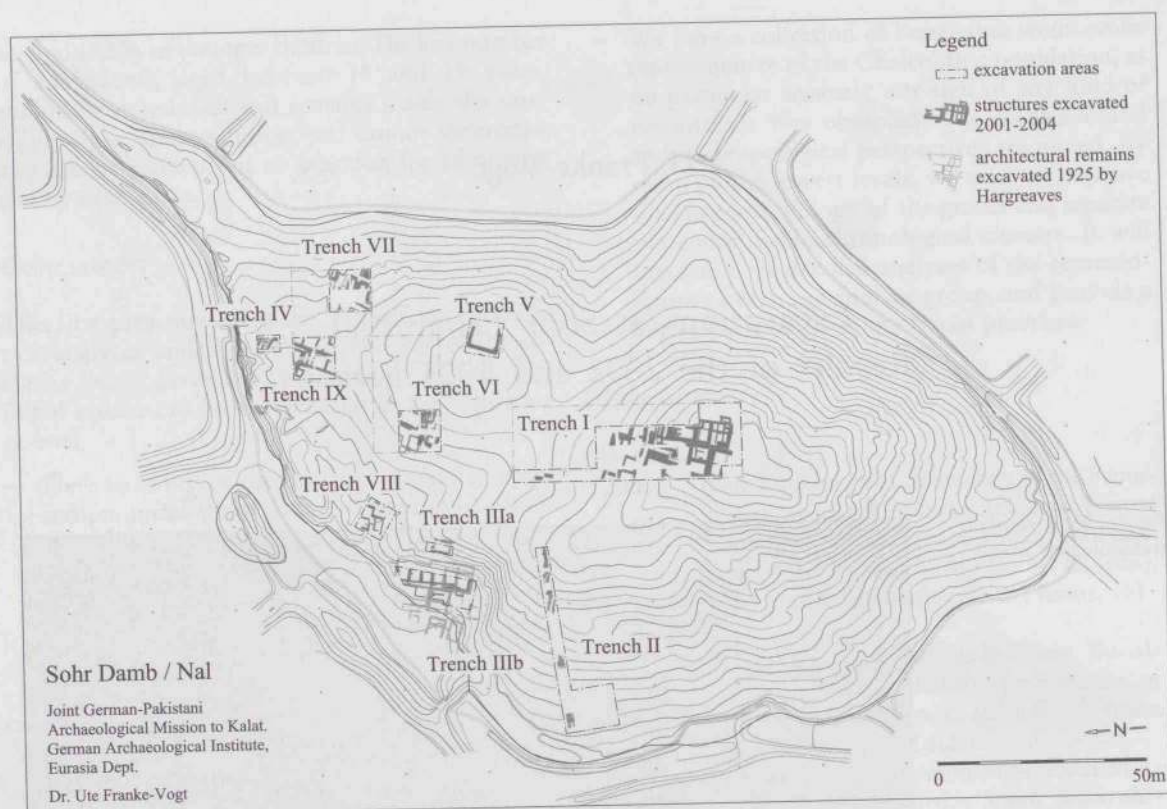 Legend
excavation areas
structures excavated
2001-2004
architectural remains
excavated 1925 by
Hargreaves
Trench VII
Trench V
Trench IV
Trench IX
Trench VI
Trench I
Trench VIII
Trench IIIa
Trench II
Trench IIIb
Sohr Damb / Nal
Joint German-Pakistani
Archaeological Mission to Kalat.
German Archaeological Institute,
Eurasia Dept.
Dr. Ute Franke-Vogt
N
0 50m